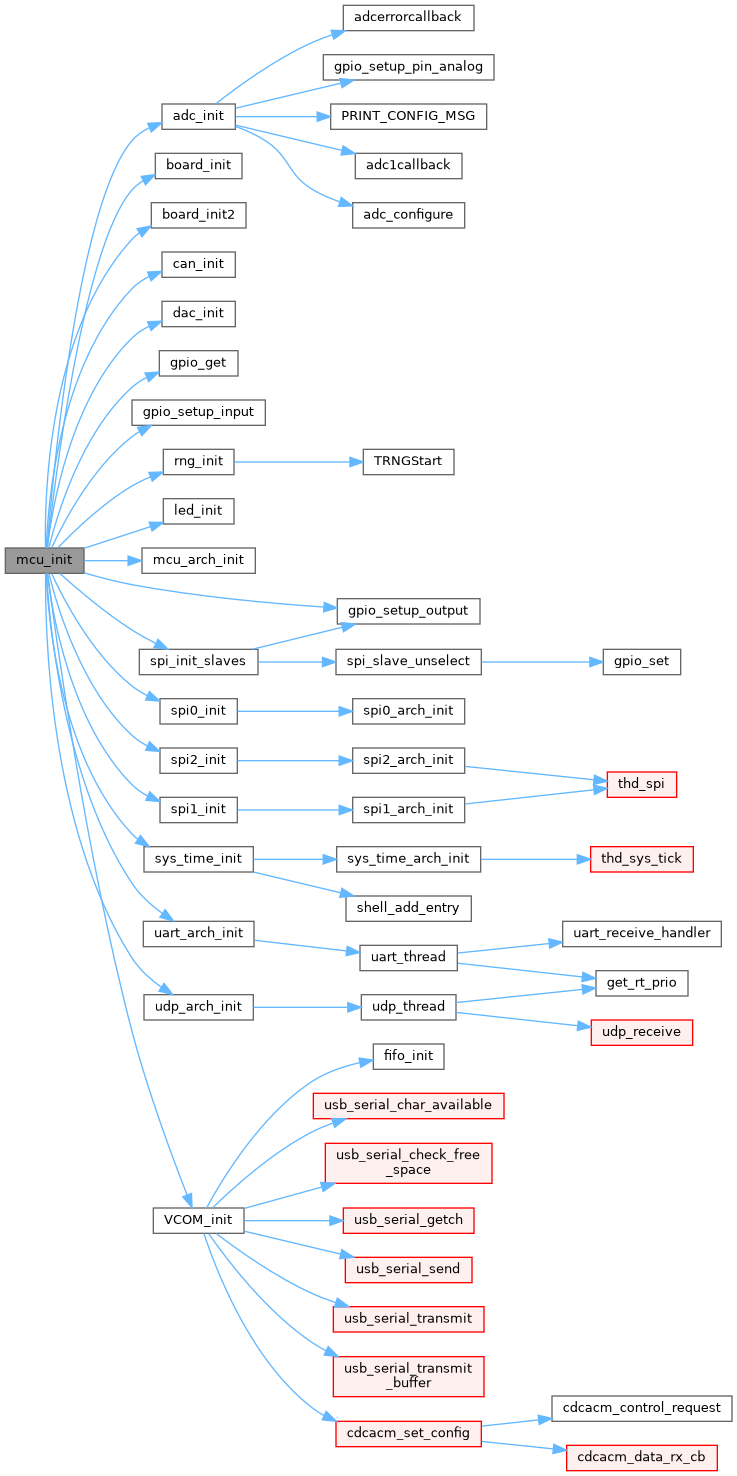 adcerrorcallback
gpio_setup_pin_analog
adc_init
PRINT_CONFIG_MSG
board_init
adc1callback
board_init2
adc_configure
can_init
dac_init
gpio_get
gpio_setup_input
rng_init
TRNGStart
led_init
mcu_init
mcu_arch_init
gpio_setup_output
spi_init_slaves
spi_slave_unselect
gpio_set
spi0_init
spi0_arch_init
spi2_init
spi2_arch_init
thd_spi
spi1_init
spi1_arch_init
sys_time_init
sys_time_arch_init
thd_sys_tick
shell_add_entry
uart_arch_init
uart_receive_handler
uart_thread
get_rt_prio
udp_arch_init
udp_thread
udp_receive
fifo_init
usb_serial_char_available
usb_serial_check_free
_space
VCOM_init
usb_serial_getch
usb_serial_send
usb_serial_transmit
usb_serial_transmit
_buffer
cdcacm_set_config
cdcacm_control_request
cdcacm_data_rx_cb